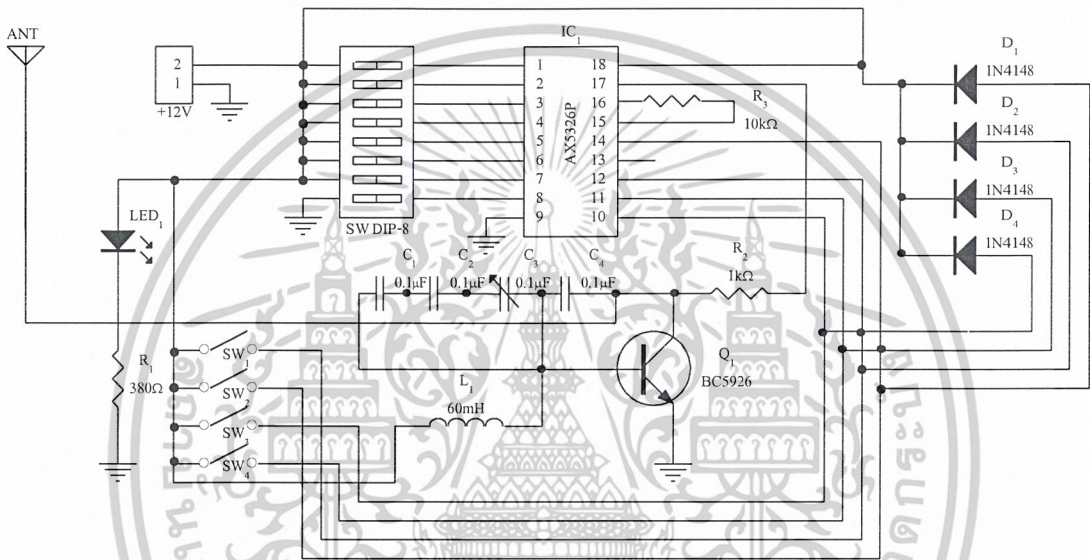 ANT
2
1
+12V
SW DIP-8
IC1
AX5326P
1
2
3
4
5
6
7
8
9
18
17
16
15
14
13
12
11
10
R3
10kΩ
D1
1N4148
D2
1N4148
D3
1N4148
D4
1N4148
LED1
C1
0.1µF
C2
0.1µF
C3
0.1µF
C4
0.1µF
R2
1kΩ
R1
380Ω
SW1
SW2
SW3
SW4
L1
60mH
Q1
BC5926